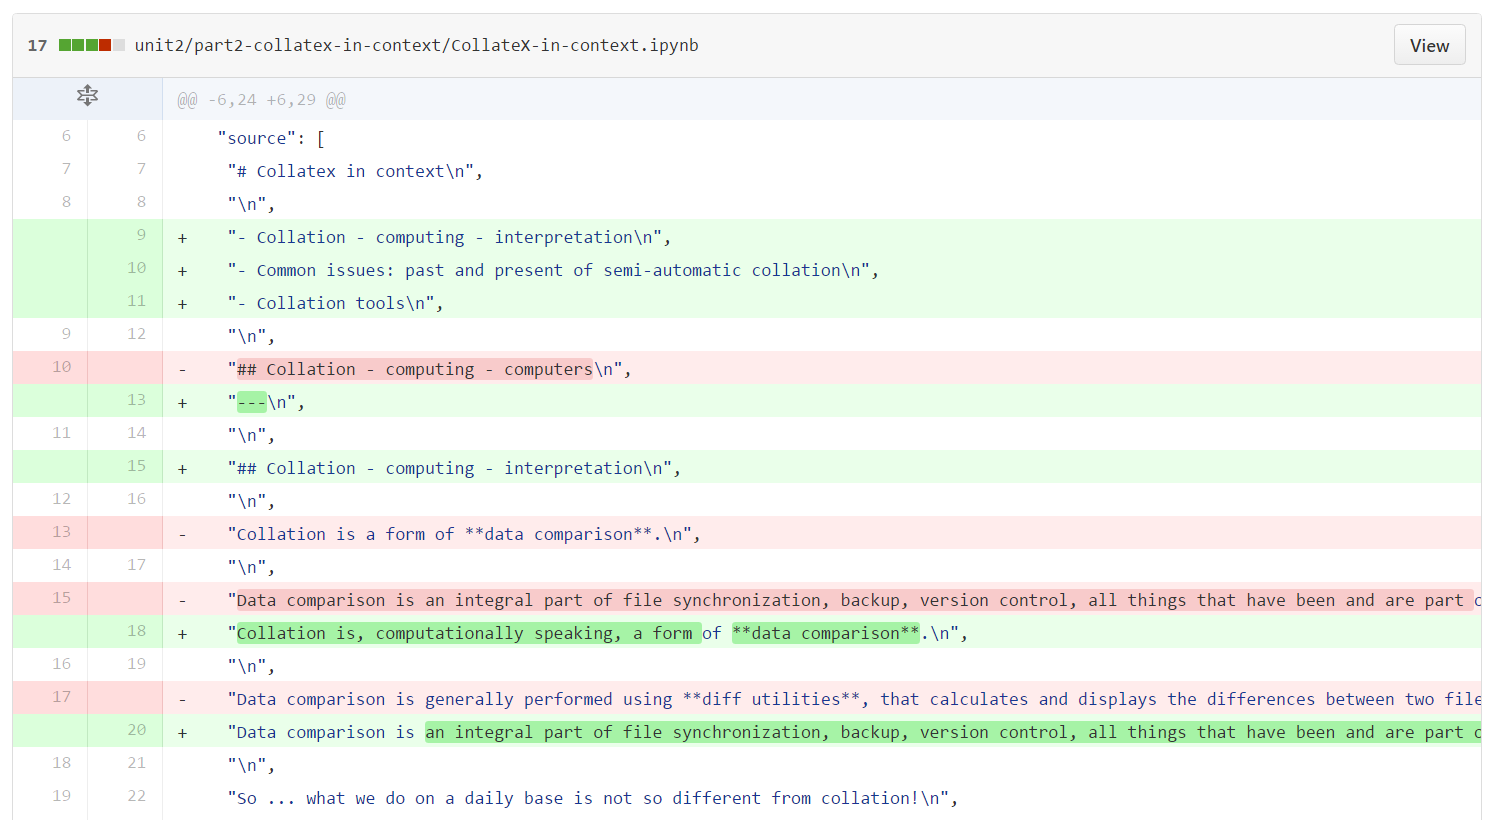 17 unit2/part2-collatex-in-context/CollateX-in-context.ipynb View
@@ -6,24 +6,29 @@
6 6 "source": [
7 7 "# Collatex in context\n",
8 8 "\n",
9 + "- Collation - computing - interpretation\n",
10 + "- Common issues: past and present of semi-automatic collation\n",
11 + "- Collation tools\n",
9 12 "\n",
10 - "## Collation - computing - computers\n",
13 + "---\n",
11 14 "\n",
15 + "## Collation - computing - interpretation\n",
12 16 "\n",
13 - "Collation is a form of **data comparison**.\n",
14 17 "\n",
15 - "Data comparison is an integral part of file synchronization, backup, version control, all things that have been and are part
18 + "Collation is, computationally speaking, a form of **data comparison**.\n",
16 19 "\n",
17 - "Data comparison is generally performed using **diff utilities**, that calculates and displays the differences between two file
20 + "Data comparison is an integral part of file synchronization, backup, version control, all things that have been and are part
18 21 "\n",
19 22 "So ... what we do on a daily base is not so different from collation!\n",